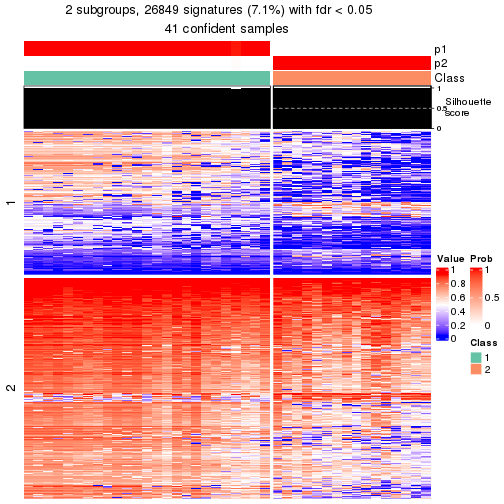 2 subgroups, 26849 signatures (7.1%) with fdr < 0.05
41 confident samples
p1
p2
Class
1
0.5
0
Silhouette
score
1
2
Value
1
0.8
0.6
0.4
0.2
0
Prob
1
0.5
0
Class
1
2